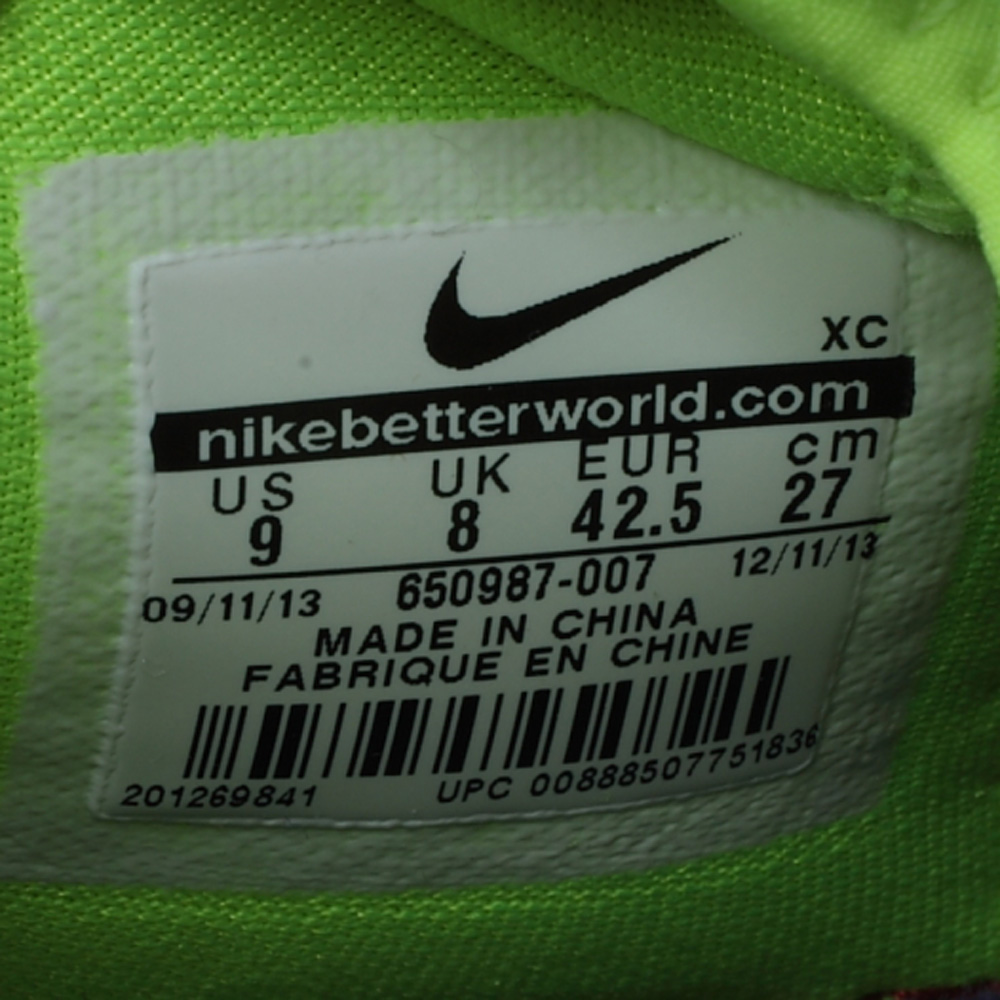 XC
nikebetterworld.com
US UK EUR cm
9 8 42.5 27
09/11/13 650987-007 12/11/13
MADE IN CHINA
FABRIQUE EN CHINE
201269841 UPC 00888507751836